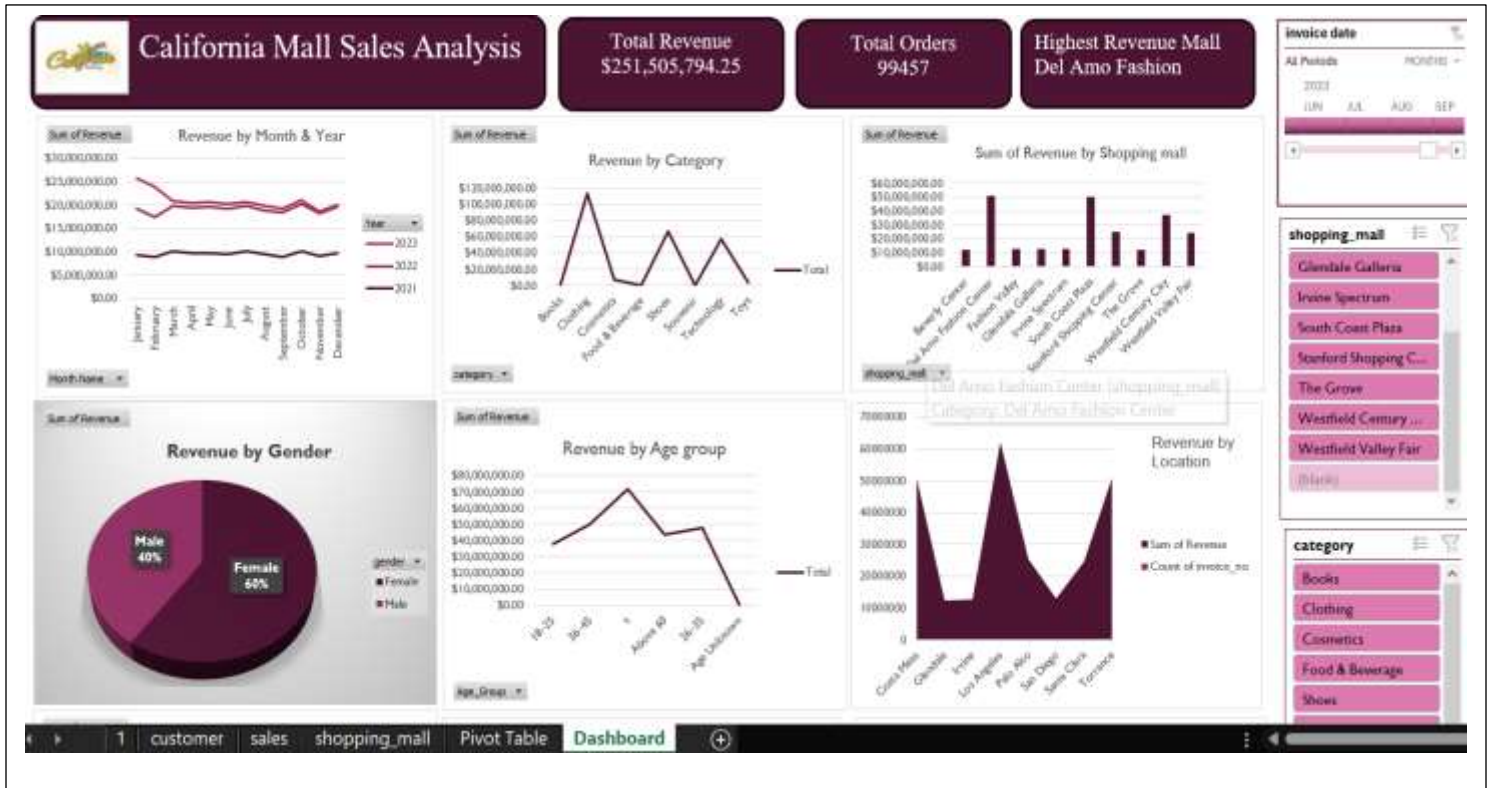 California Mall Sales Analysis
Total Revenue
$251,505,794.25
Total Orders
99457
Highest Revenue Mall
Del Amo Fashion
invoice date
All Periods
MONTHS
2023
JUN JUL AUG SEP
Sum of Revenue
Revenue by Month & Year
$30,000,000.00
$25,000,000.00
$20,000,000.00
$15,000,000.00
$10,000,000.00
$5,000,000.00
$0.00
January
February
March
April
May
June
July
August
September
October
November
December
Year
2023
2022
2021
Month Name
Sum of Revenue
Revenue by Category
$120,000,000.00
$100,000,000.00
$80,000,000.00
$60,000,000.00
$40,000,000.00
$20,000,000.00
$0.00
Books
Clothing
Cosmetics
Food & Beverage
Shoes
Souvenir
Technology
Toys
Total
category
Sum of Revenue
Sum of Revenue by Shopping mall
$60,000,000.00
$50,000,000.00
$40,000,000.00
$30,000,000.00
$20,000,000.00
$10,000,000.00
$0.00
Beverly Center
Del Amo Fashion Center
Fashion Valley
Glendale Galleria
Irvine Spectrum
South Coast Plaza
Stanford Shopping Center
The Grove
Westfield Century City
Westfield Valley Fair
shopping_mall
Del Amo Fashion Center (shopping_mall)
Category: Del Amo Fashion Center
shopping_mall
Glendale Galleria
Irvine Spectrum
South Coast Plaza
Stanford Shopping C...
The Grove
Westfield Century ...
Westfield Valley Fair
(blank)
Sum of Revenue
Revenue by Gender
Male
40%
Female
60%
gender
Female
Male
Sum of Revenue
Revenue by Age group
$80,000,000.00
$70,000,000.00
$60,000,000.00
$50,000,000.00
$40,000,000.00
$30,000,000.00
$20,000,000.00
$10,000,000.00
$0.00
18-25
36-45
Above 60
26-35
Age Unknown
Total
Age_Group
Revenue by
Location
70000000
60000000
50000000
40000000
30000000
20000000
10000000
0
Costa Mesa
Glendale
Irvine
Los Angeles
Palo Alto
San Diego
Santa Clara
Torrance
Sum of Revenue
Count of invoice_no
category
Books
Clothing
Cosmetics
Food & Beverage
Shoes
1 customer sales shopping_mall Pivot Table Dashboard